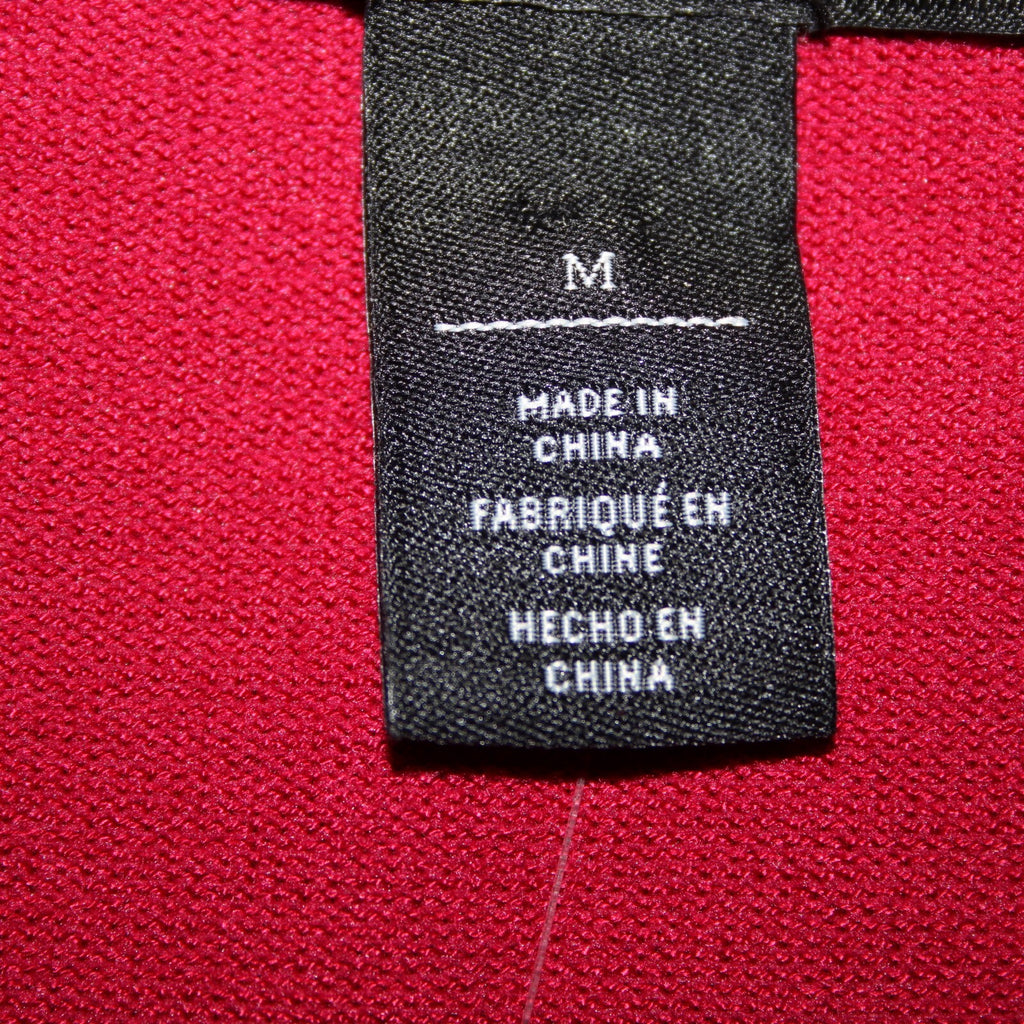 M
MADE IN
CHINA
FABRIQUÉ EN
CHINE
HECHO EN
CHINA